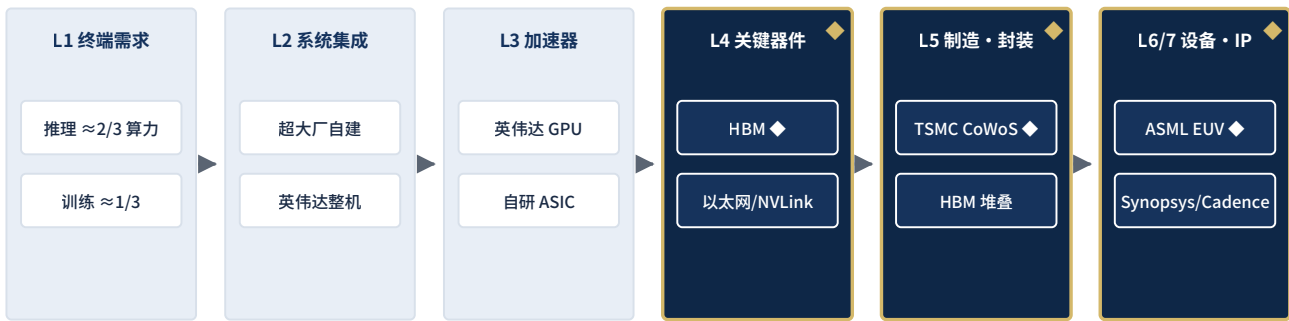 L1 终端需求
推理 ≈2/3 算力
训练 ≈1/3
L2 系统集成
超大厂自建
英伟达整机
L3 加速器
英伟达 GPU
自研 ASIC
L4 关键器件
HBM ◆
以太网/NVLink
L5 制造・封装
TSMC CoWoS ◆
HBM 堆叠
L6/7 设备・IP
ASML EUV ◆
Synopsys/Cadence